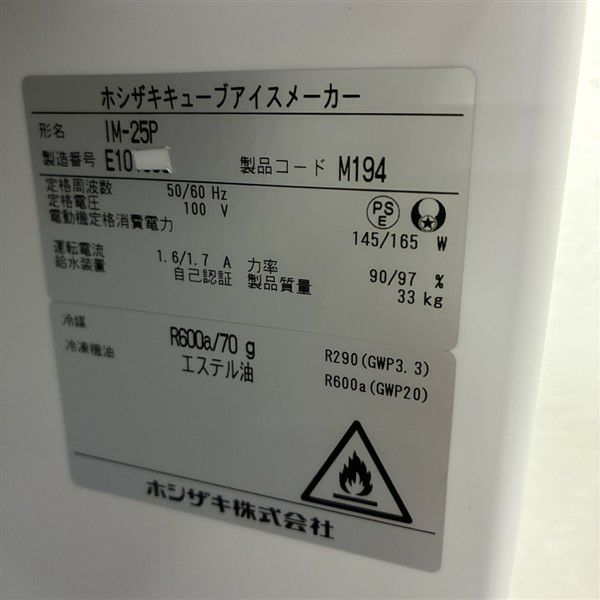 ホシザキキューブアイスメーカー
形名 IM-25P
製造番号 E10 製品コード M194
定格周波数 50/60 Hz
定格電圧 100 V
電動機定格消費電力 145/165 W
PS
E
運転電流 1.6/1.7 A 力率 90/97 %
給水装置 自己認証 製品質量 33 kg
冷媒 R600a/70 g R290(GWP3.3)
冷凍機油 エステル油 R600a(GWP20)
ホシザキ株式会社